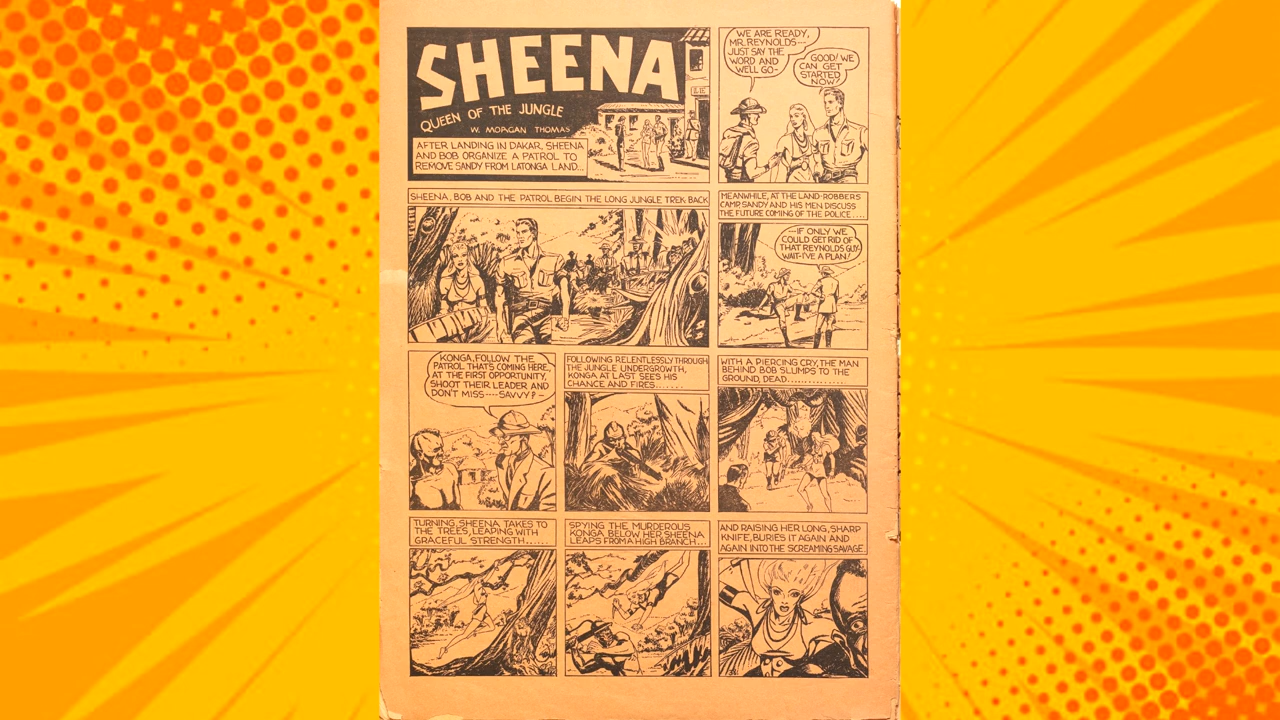 SHEENA
QUEEN OF THE JUNGLE
W. MORGAN THOMAS
AFTER LANDING IN DAKAR, SHEENA
AND BOB ORGANIZE A PATROL TO
REMOVE SANDY FROM LATONGA LAND...
WE ARE READY,
MR. REYNOLDS---
JUST SAY THE
WORD AND
WE'LL GO-
GOOD! WE
CAN GET
STARTED
NOW!
SHEENA, BOB AND THE PATROL BEGIN THE LONG JUNGLE TREK BACK
MEANWHILE, AT THE LAND-ROBBERS
CAMP, SANDY AND HIS MEN DISCUSS
THE FUTURE COMING OF THE POLICE....
—IF ONLY WE
COULD GET RID OF
THAT REYNOLDS GUY-
WAIT-I'VE A PLAN!
KONGA, FOLLOW THE
PATROL THAT'S COMING HERE,
AT THE FIRST OPPORTUNITY,
SHOOT THEIR LEADER AND
DON'T MISS----SAVVY?-
FOLLOWING RELENTLESSLY THROUGH
THE JUNGLE UNDERGROWTH,
KONGA AT LAST SEES HIS
CHANCE AND FIRES......
WITH A PIERCING CRY, THE MAN
BEHIND BOB SLUMPS TO THE
GROUND, DEAD..............
TURNING, SHEENA TAKES TO
THE TREES, LEAPING WITH
GRACEFUL STRENGTH......
SPYING THE MURDEROUS
KONGA BELOW HER, SHEENA
LEAPS FROM A HIGH BRANCH...
AND RAISING HER LONG, SHARP
KNIFE, BURIES IT AGAIN AND
AGAIN INTO THE SCREAMING SAVAGE.